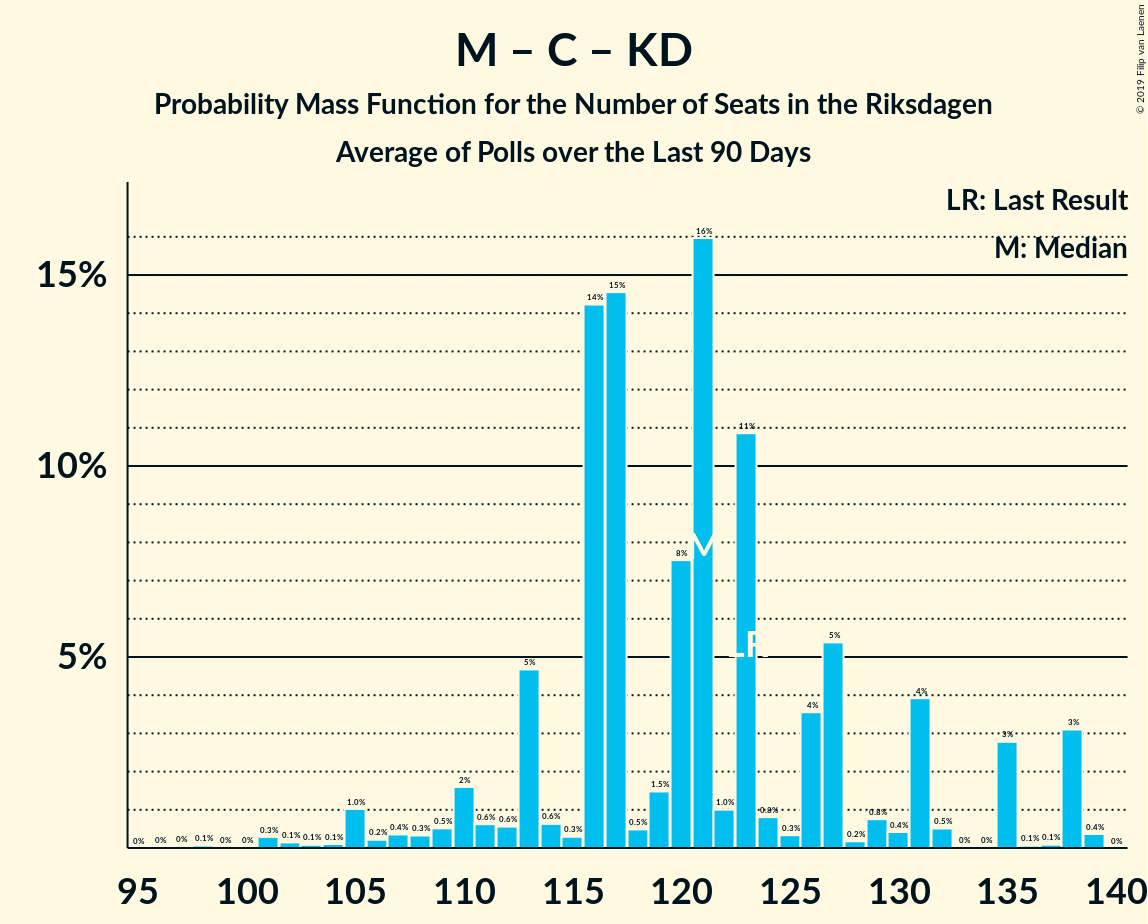 M – C – KD
Probability Mass Function for the Number of Seats in the Riksdagen
Average of Polls over the Last 90 Days
© 2019 Filip van Laenen
LR: Last Result
M: Median
15%
10%
5%
0% 0% 0% 0.1% 0% 0% 0.3% 0.1% 0.1% 0.1% 1.0% 0.2% 0.4% 0.3% 0.5% 2% 0.6% 0.6% 5% 0.6% 0.3% 14% 15% 0.5% 1.5% 8% 16% 1.0% 11% 0.8% 0.3% 4% 5% 0.2% 0.8% 0.4% 4% 0.5% 0% 0% 3% 0.1% 0.1% 3% 0.4% 0%
M
LR
95 100 105 110 115 120 125 130 135 140